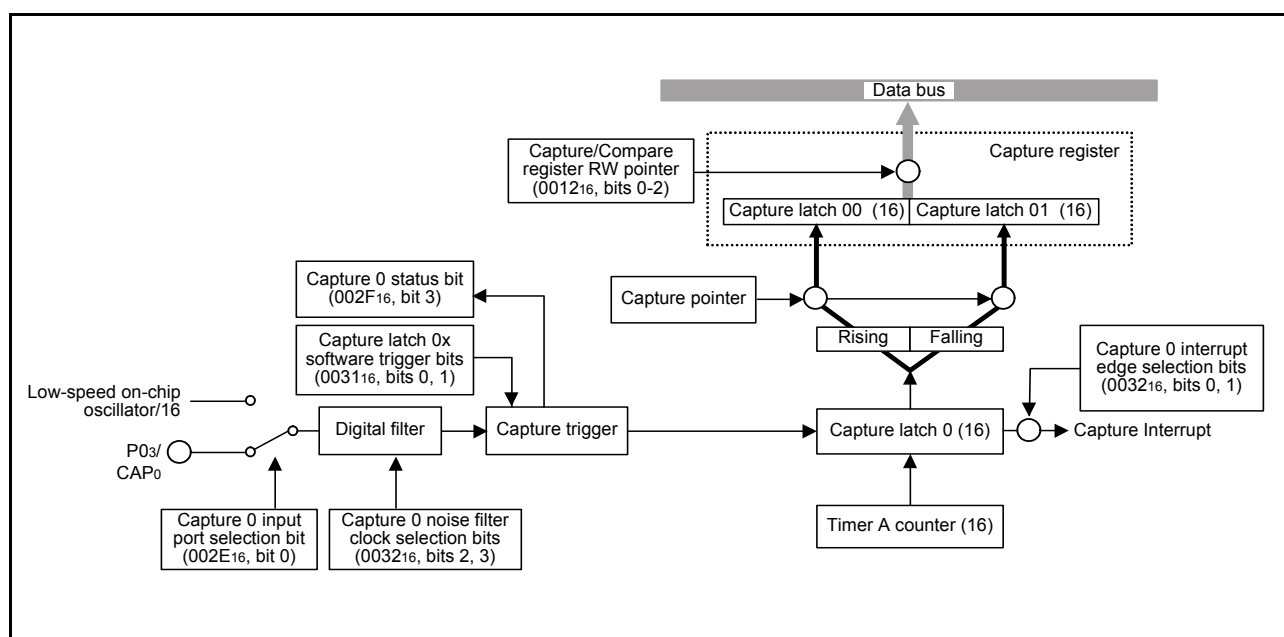 Data bus
Capture/Compare
register RW pointer
(0012₁₆, bits 0-2)
Capture register
Capture latch 00 (16)
Capture latch 01 (16)
Capture 0 status bit
(002F₁₆, bit 3)
Capture pointer
Rising
Falling
Capture latch 0x
software trigger bits
(0031₁₆, bits 0, 1)
Capture 0 interrupt
edge selection bits
(0032₁₆, bits 0, 1)
Low-speed on-chip
oscillator/16
P0₃/
CAP₀
Digital filter
Capture trigger
Capture latch 0 (16)
Capture Interrupt
Capture 0 input
port selection bit
(002E₁₆, bit 0)
Capture 0 noise filter
clock selection bits
(0032₁₆, bits 2, 3)
Timer A counter (16)